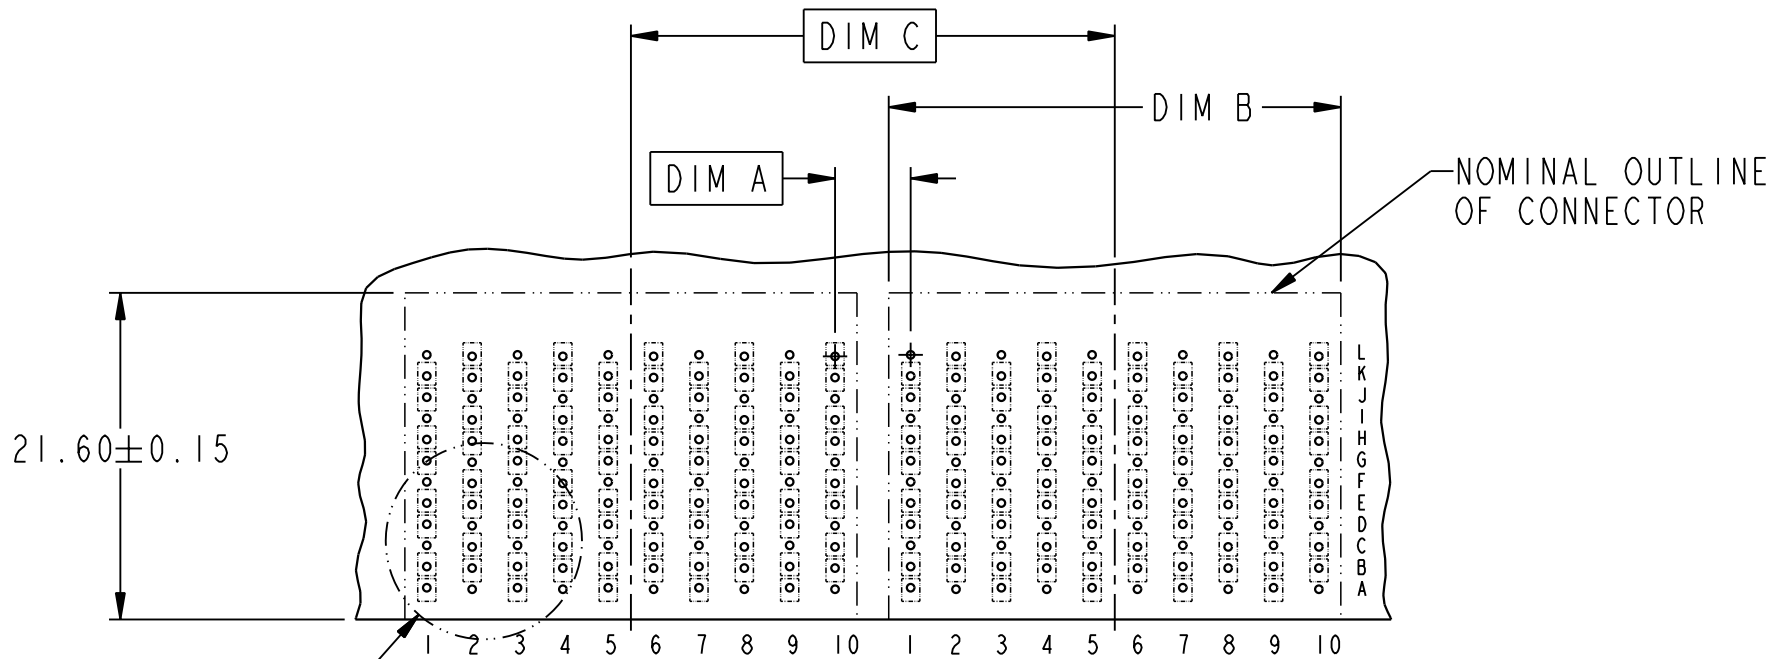 DIM C
DIM B
DIM A
NOMINAL OUTLINE
OF CONNECTOR
21.60±0.15
L
K
J
I
H
G
F
E
D
C
B
A
1 2 3 4 5 6 7 8 9 10 1 2 3 4 5 6 7 8 9 10